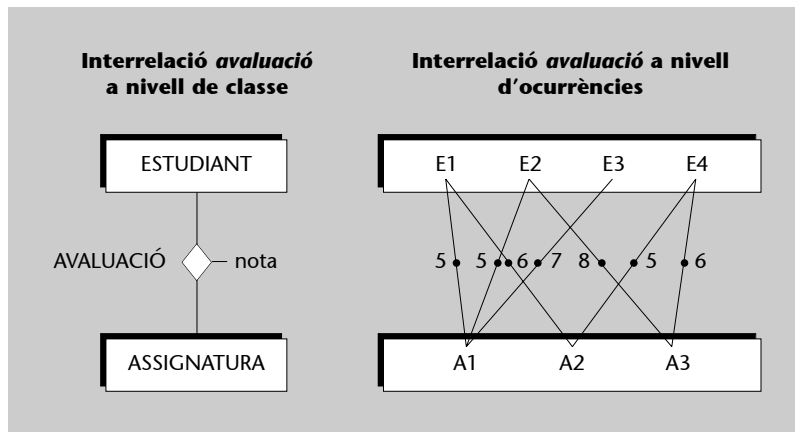 Interrelació avaluació
a nivell de classe
ESTUDIANT
AVALUACIÓ
nota
ASSIGNATURA
Interrelació avaluació a nivell
d'ocurrències
E1 E2 E3 E4
5 5 6 7 8 5 6
A1 A2 A3